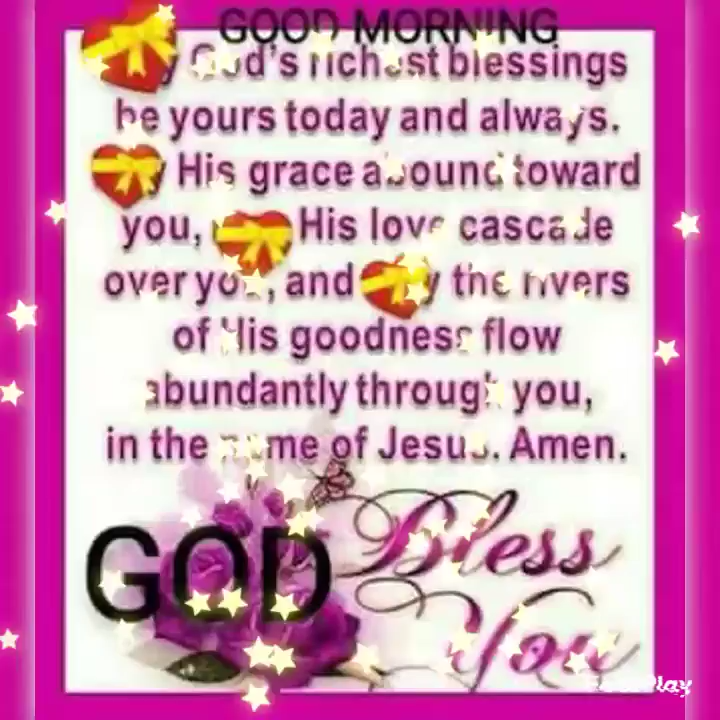 GOOD MORNING
God's richest blessings
be yours today and always.
His grace abound toward
you, His love cascade
over you, and the rivers
of His goodness flow
abundantly through you,
in the name of Jesus. Amen.
GOD Bless
You